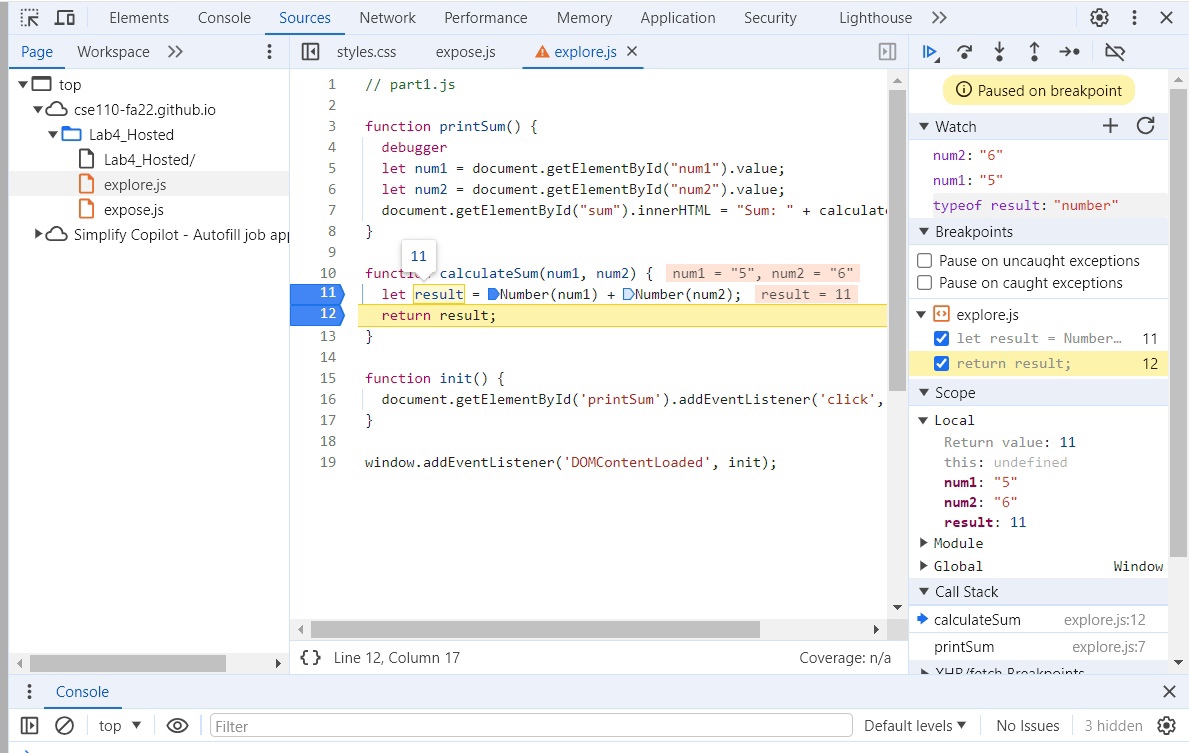 Elements Console Sources Network Performance Memory Application Security Lighthouse
Page Workspace
styles.css expose.js explore.js
top
cse110-fa22.github.io
Lab4_Hosted
Lab4_Hosted/
explore.js
expose.js
Simplify Copilot - Autofill job app
1 // part1.js
2
3 function printSum() {
4 debugger
5 let num1 = document.getElementById("num1").value;
6 let num2 = document.getElementById("num2").value;
7 document.getElementById("sum").innerHTML = "Sum: " + calculate
8 }
9
11
10 function calculateSum(num1, num2) { num1 = "5", num2 = "6"
11 let result = Number(num1) + Number(num2); result = 11
12 return result;
13 }
14
15 function init() {
16 document.getElementById('printSum').addEventListener('click',
17 }
18
19 window.addEventListener('DOMContentLoaded', init);
{} Line 12, Column 17 Coverage: n/a
Paused on breakpoint
Watch
num2: "6"
num1: "5"
typeof result: "number"
Breakpoints
Pause on uncaught exceptions
Pause on caught exceptions
explore.js
let result = Number… 11
return result; 12
Scope
Local
Return value: 11
this: undefined
num1: "5"
num2: "6"
result: 11
Module
Global Window
Call Stack
calculateSum explore.js:12
printSum explore.js:7
XHR/fetch Breakpoints
Console
top Filter Default levels No Issues 3 hidden